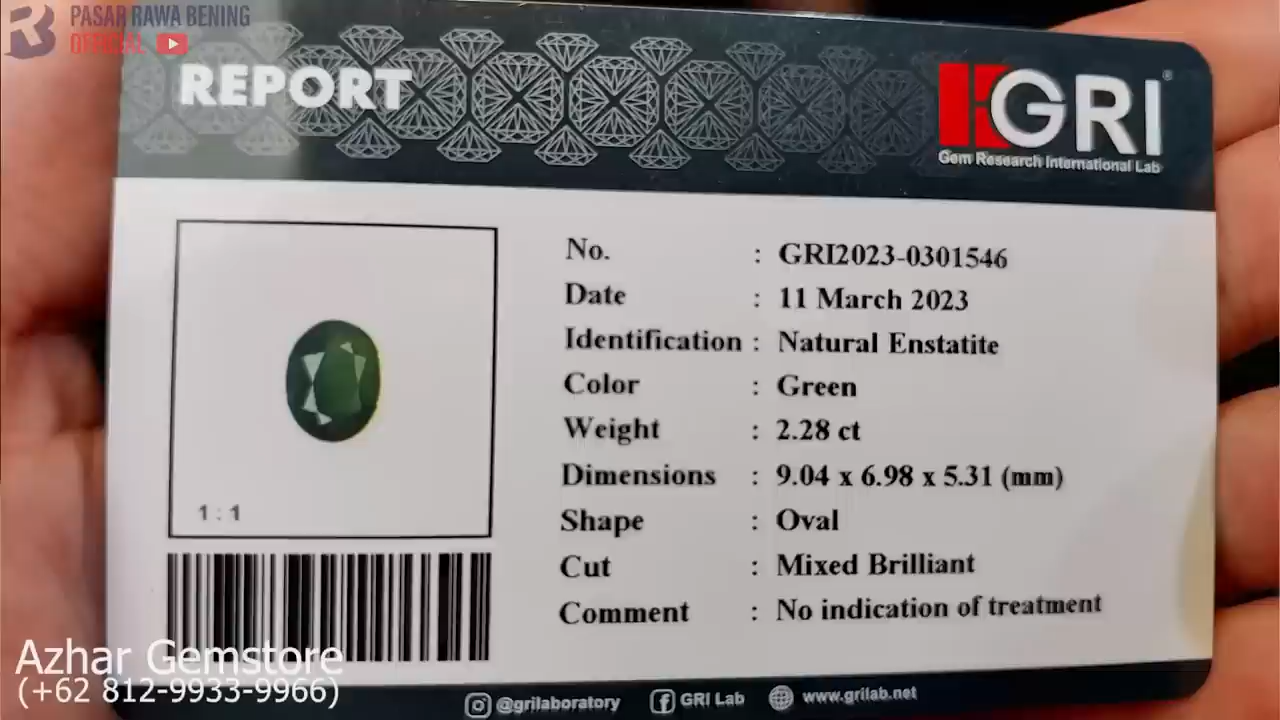 PASAR RAWA BENING
OFFICIAL
REPORT
GRI®
Gem Research International Lab
No. : GRI2023-0301546
Date : 11 March 2023
Identification : Natural Enstatite
Color : Green
Weight : 2.28 ct
Dimensions : 9.04 x 6.98 x 5.31 (mm)
Shape : Oval
Cut : Mixed Brilliant
Comment : No indication of treatment
1 : 1
Azhar Gemstore
(+62 812-9933-9966)
@grilaboratory GRI Lab www.grilab.net